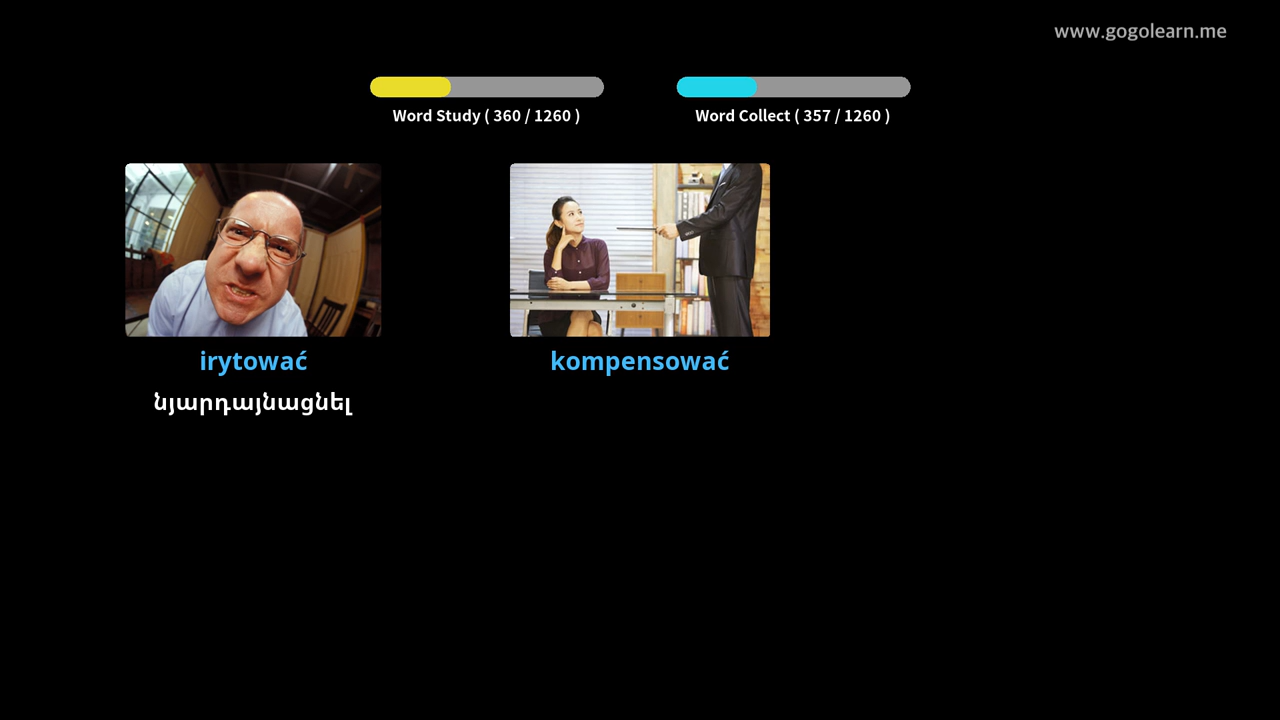 www.gogolearn.me
Word Study ( 360 / 1260 )
Word Collect ( 357 / 1260 )
irytować
kompensować
նյարդայնացնել